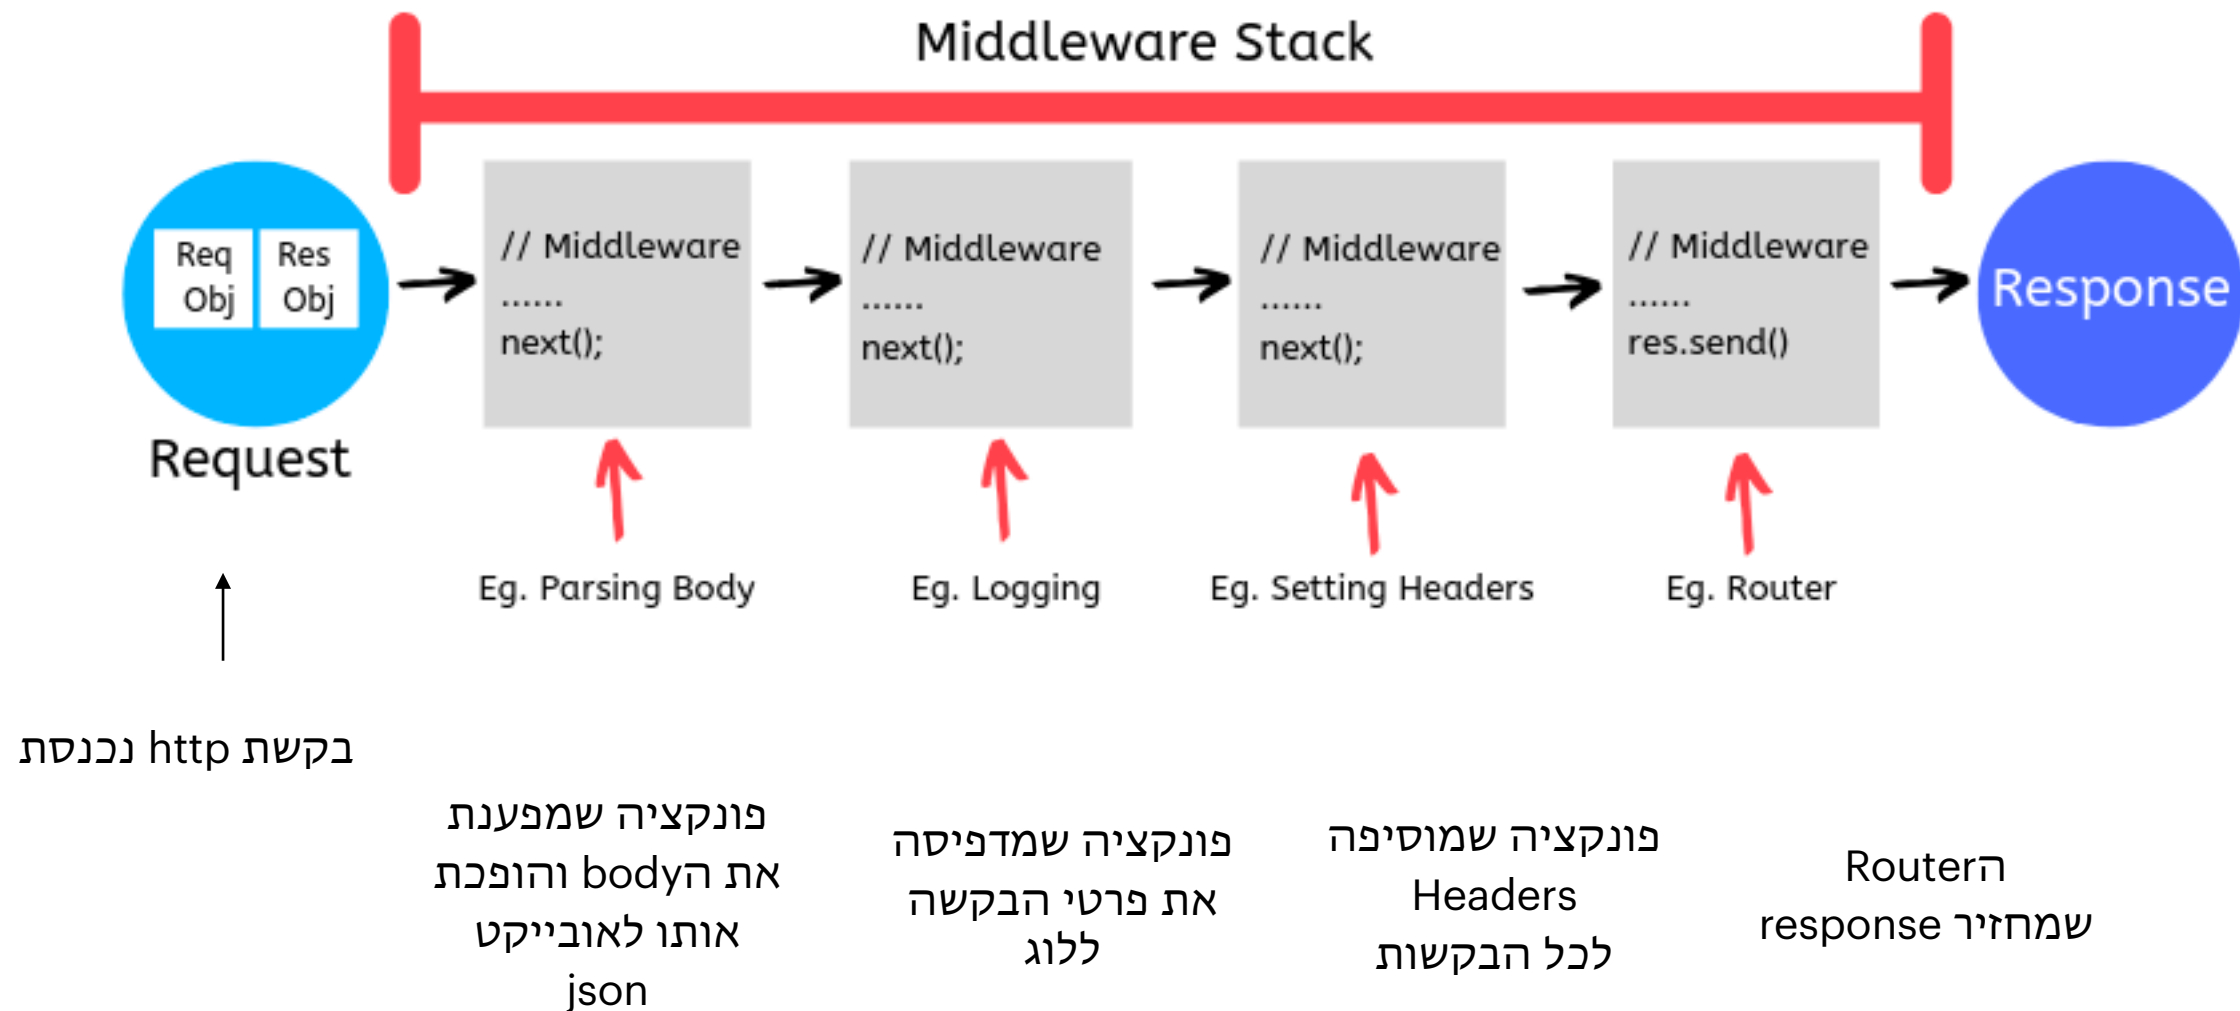 Middleware Stack
Req
Obj
Res
Obj
Request
// Middleware
......
next();
// Middleware
......
next();
// Middleware
......
next();
// Middleware
......
res.send()
Response
Eg. Parsing Body
Eg. Logging
Eg. Setting Headers
Eg. Router
בקשת http נכנסת
פונקציה שמפענת
את הbody והופכת
אותו לאובייקט
json
פונקציה שמדפיסה
את פרטי הבקשה
ללוג
פונקציה שמוסיפה
Headers
לכל הבקשות
הRouter
שמחזיר response